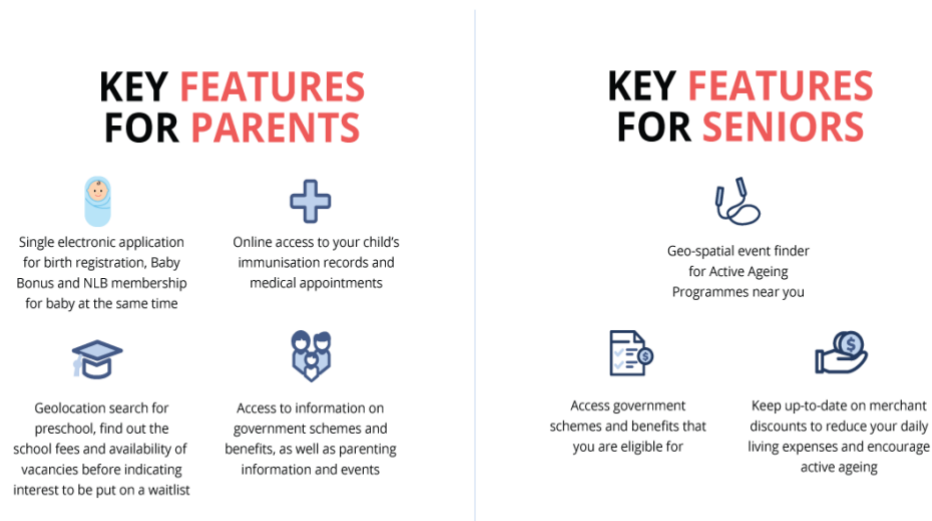 KEY FEATURES
FOR PARENTS
Single electronic application
for birth registration, Baby
Bonus and NLB membership
for baby at the same time
Online access to your child's
immunisation records and
medical appointments
Geolocation search for
preschool, find out the
school fees and availability of
vacancies before indicating
interest to be put on a waitlist
Access to information on
government schemes and
benefits, as well as parenting
information and events
KEY FEATURES
FOR SENIORS
Geo-spatial event finder
for Active Ageing
Programmes near you
$
Access government
schemes and benefits that
you are eligible for
$
Keep up-to-date on merchant
discounts to reduce your daily
living expenses and encourage
active ageing